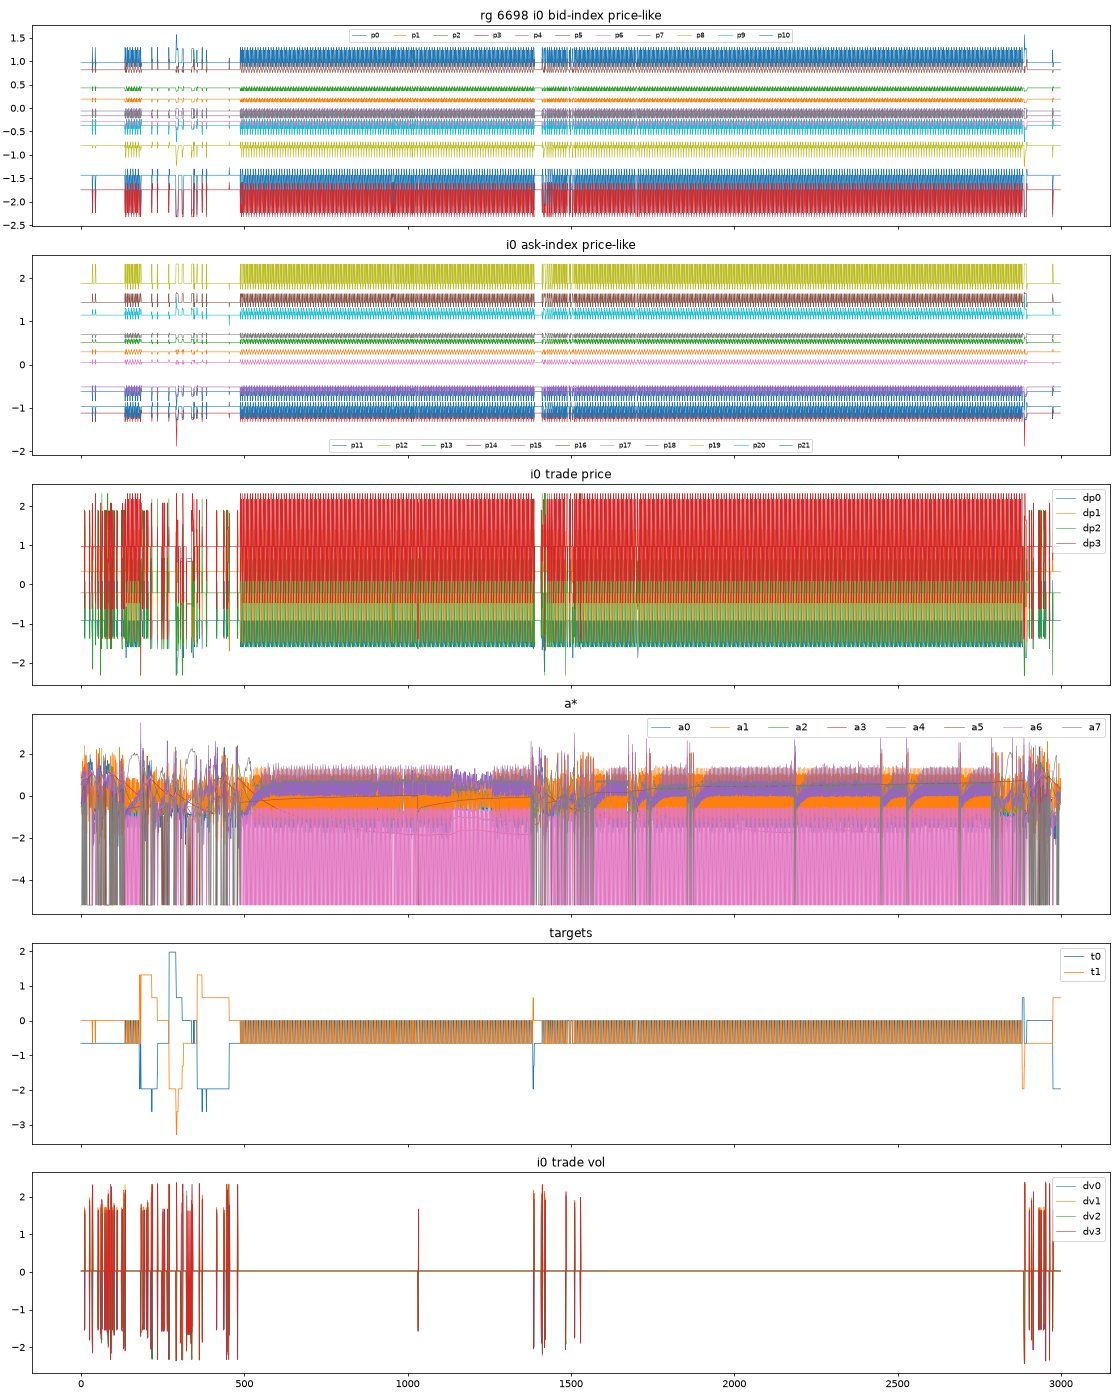 rg 6698 i0 bid-index price-like
p0 p1 p2 p3 p4 p5 p6 p7 p8 p9 p10
1.5
1.0
0.5
0.0
−0.5
−1.0
−1.5
−2.0
−2.5
i0 ask-index price-like
2
1
0
−1
−2
p11 p12 p13 p14 p15 p16 p17 p18 p19 p20 p21
i0 trade price
dp0
dp1
dp2
dp3
2
1
0
−1
−2
a*
a0 a1 a2 a3 a4 a5 a6 a7
2
0
−2
−4
targets
t0
t1
2
1
0
−1
−2
−3
i0 trade vol
dv0
dv1
dv2
dv3
2
1
0
−1
−2
0 500 1000 1500 2000 2500 3000